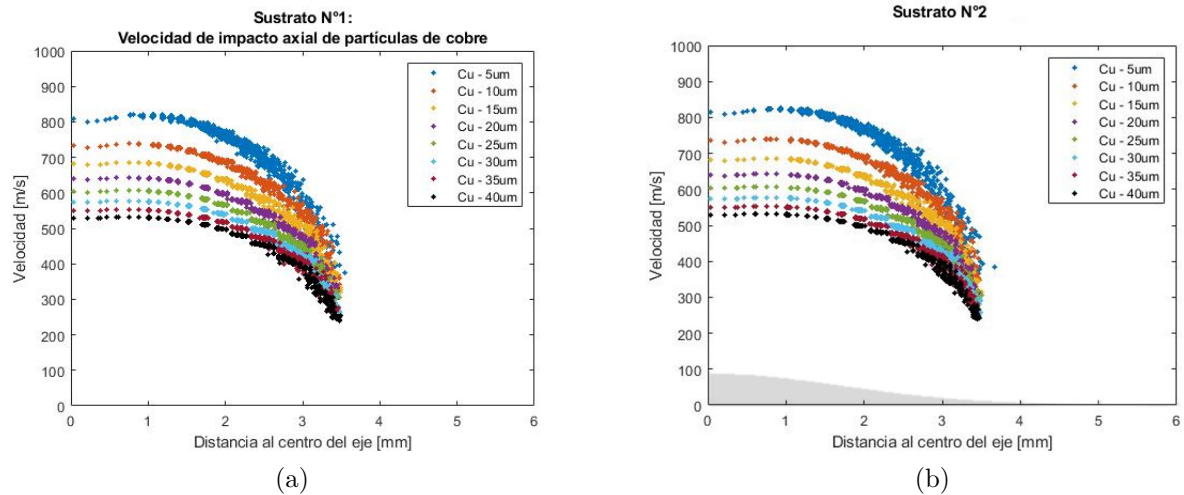 Sustrato N°1:
Velocidad de impacto axial de partículas de cobre
1000
900
800
700
600
500
400
300
200
100
0
Velocidad [m/s]
Cu - 5um
Cu - 10um
Cu - 15um
Cu - 20um
Cu - 25um
Cu - 30um
Cu - 35um
Cu - 40um
0 1 2 3 4 5 6
Distancia al centro del eje [mm]
(a)
Sustrato N°2
1000
900
800
700
600
500
400
300
200
100
0
Velocidad [m/s]
Cu - 5um
Cu - 10um
Cu - 15um
Cu - 20um
Cu - 25um
Cu - 30um
Cu - 35um
Cu - 40um
0 1 2 3 4 5 6
Distancia al centro del eje [mm]
(b)